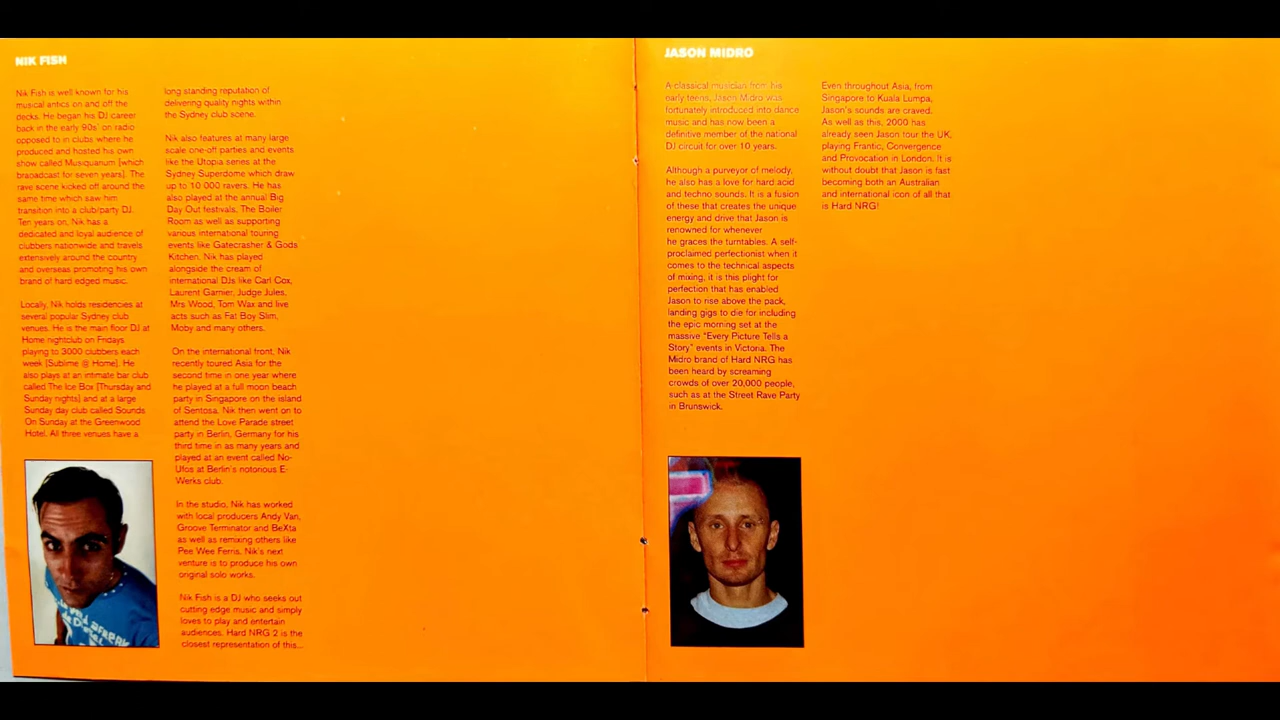 NIK FISH
Nik Fish is well known for his
musical antics on and off the
decks. He began his DJ career
back in the early 90s' on radio
opposed to in clubs where he
produced and hosted his own
show called Musiquarium [which
broadcast for seven years]. The
rave scene kicked off around the
same time which saw him
transition into a club/party DJ.
Ten years on, Nik has a
dedicated and loyal audience of
clubbers nationwide and travels
extensively around the country
and overseas promoting his own
brand of hard edged music.
Locally, Nik holds residencies at
several popular Sydney club
venues. He is the main floor DJ at
Home nightclub on Fridays
playing to 3000 clubbers each
week [Sublime @ Home]. He
also plays at an intimate bar club
called The Ice Box [Thursday and
Sunday nights] and at a large
Sunday day club called Sounds
On Sunday at the Greenwood
Hotel. All three venues have a
long standing reputation of
delivering quality nights within
the Sydney club scene.
Nik also features at many large
scale one-off parties and events
like the Utopia series at the
Sydney Superdome which draw
up to 10 000 ravers. He has
also played at the annual Big
Day Out festivals. The Boiler
Room as well as supporting
various international touring
events like Gatecrasher & Gods
Kitchen. Nik has played
alongside the cream of
international DJs like Carl Cox,
Laurent Garnier, Judge Jules,
Mrs Wood, Tom Wax and live
acts such as Fat Boy Slim,
Moby and many others.
On the international front, Nik
recently toured Asia for the
second time in one year where
he played at a full moon beach
party in Singapore on the island
of Sentosa. Nik then went on to
attend the Love Parade street
party in Berlin, Germany for his
third time in as many years and
played at an event called No-
Ufos at Berlin's notorious E-
Werks club.
In the studio, Nik has worked
with local producers Andy Van,
Groove Terminator and BeXta
as well as remixing others like
Pee Wee Ferris. Nik's next
venture is to produce his own
original solo works.
Nik Fish is a DJ who seeks out
cutting edge music and simply
loves to play and entertain
audiences. Hard NRG 2 is the
closest representation of this...
JASON MIDRO
A classical musician from his
early teens, Jason Midro was
fortunately introduced into dance
music and has now been a
definitive member of the national
DJ circuit for over 10 years.
Although a purveyor of melody,
he also has a love for hard acid
and techno sounds. It is a fusion
of these that creates the unique
energy and drive that Jason is
renowned for whenever
he graces the turntables. A self-
proclaimed perfectionist when it
comes to the technical aspects
of mixing, it is this plight for
perfection that has enabled
Jason to rise above the pack,
landing gigs to die for including
the epic morning set at the
massive "Every Picture Tells a
Story" events in Victoria. The
Midro brand of Hard NRG has
been heard by screaming
crowds of over 20,000 people,
such as at the Street Rave Party
in Brunswick.
Even throughout Asia, from
Singapore to Kuala Lumpa,
Jason's sounds are craved.
As well as this, 2000 has
already seen Jason tour the UK,
playing Frantic, Convergence
and Provocation in London. It is
without doubt that Jason is fast
becoming both an Australian
and international icon of all that
is Hard NRG!